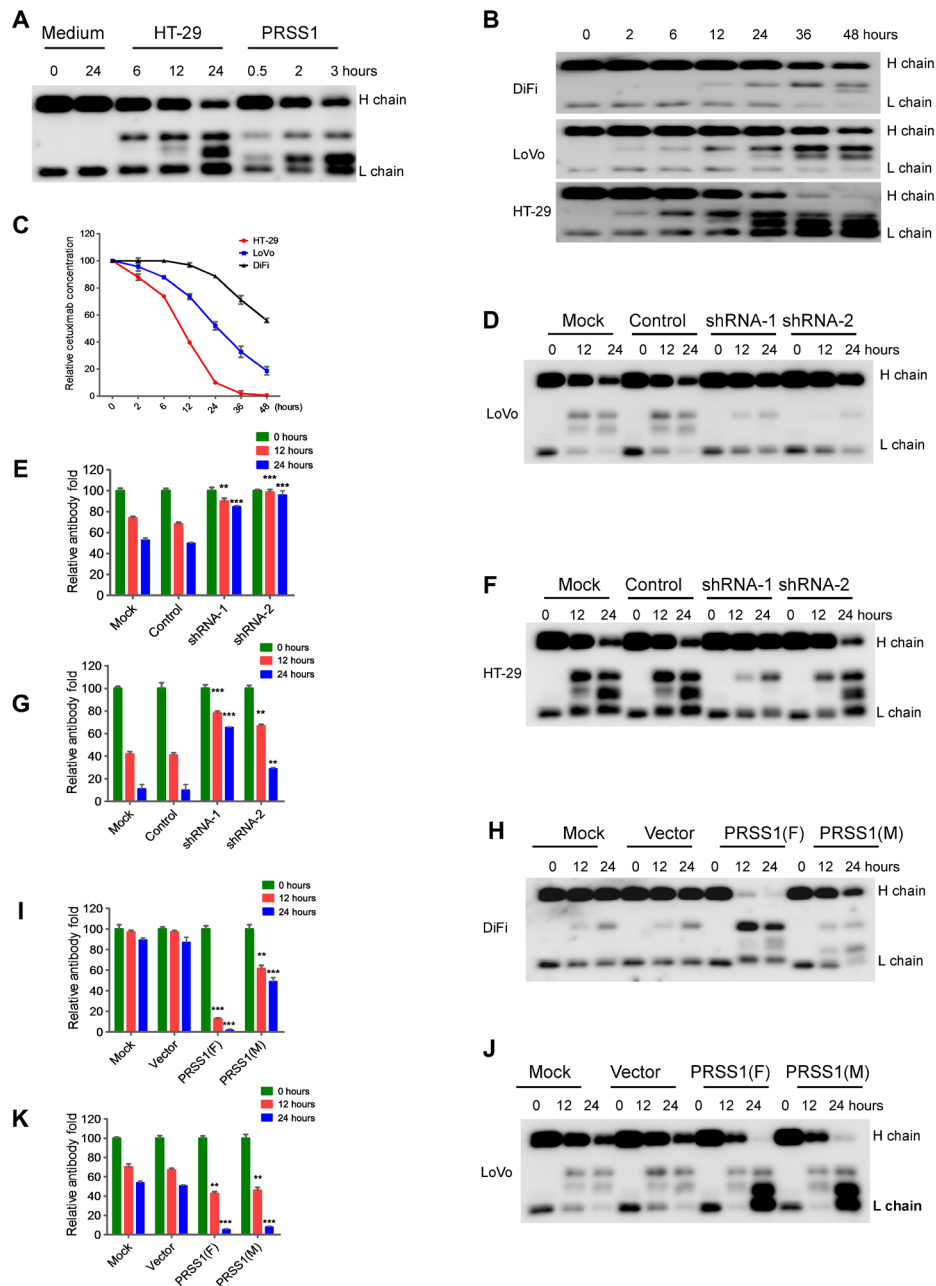 A
Medium HT-29 PRSS1
0 24 6 12 24 0.5 2 3 hours
H chain
L chain
B
0 2 6 12 24 36 48 hours
DiFi
H chain
L chain
LoVo
H chain
L chain
HT-29
H chain
L chain
C
HT-29
LoVo
DiFi
Relative cetuximab concentration
120
100
80
60
40
20
0
0 2 6 12 24 36 48 (hours)
D
Mock Control shRNA-1 shRNA-2
0 12 24 0 12 24 0 12 24 0 12 24 hours
LoVo
H chain
L chain
E
0 hours
12 hours
24 hours
Relative antibody fold
120
100
80
60
40
20
0
** *** *** ***
Mock Control shRNA-1 shRNA-2
F
Mock Control shRNA-1 shRNA-2
0 12 24 0 12 24 0 12 24 0 12 24 hours
HT-29
H chain
L chain
G
0 hours
12 hours
24 hours
Relative antibody fold
120
100
80
60
40
20
0
*** *** ** **
Mock Control shRNA-1 shRNA-2
H
Mock Vector PRSS1(F) PRSS1(M)
0 12 24 0 12 24 0 12 24 0 12 24 hours
DiFi
H chain
L chain
I
0 hours
12 hours
24 hours
Relative antibody fold
120
100
80
60
40
20
0
*** *** ** ***
Mock Vector PRSS1(F) PRSS1(M)
J
Mock Vector PRSS1(F) PRSS1(M)
0 12 24 0 12 24 0 12 24 0 12 24 hours
LoVo
H chain
L chain
K
0 hours
12 hours
24 hours
Relative antibody fold
120
100
80
60
40
20
0
** *** ** ***
Mock Vector PRSS1(F) PRSS1(M)